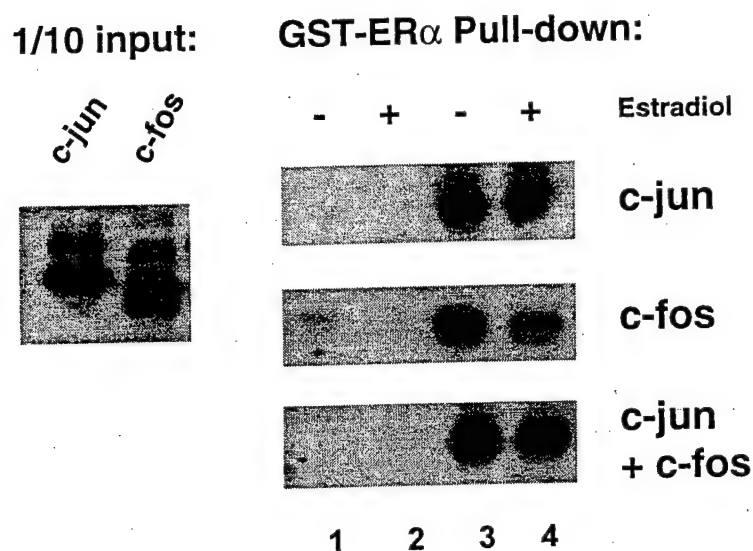 1/10 input:
GST-ERα Pull-down:
c-jun c-fos
- + - + Estradiol
c-jun
c-fos
c-jun
+ c-fos
1 2 3 4